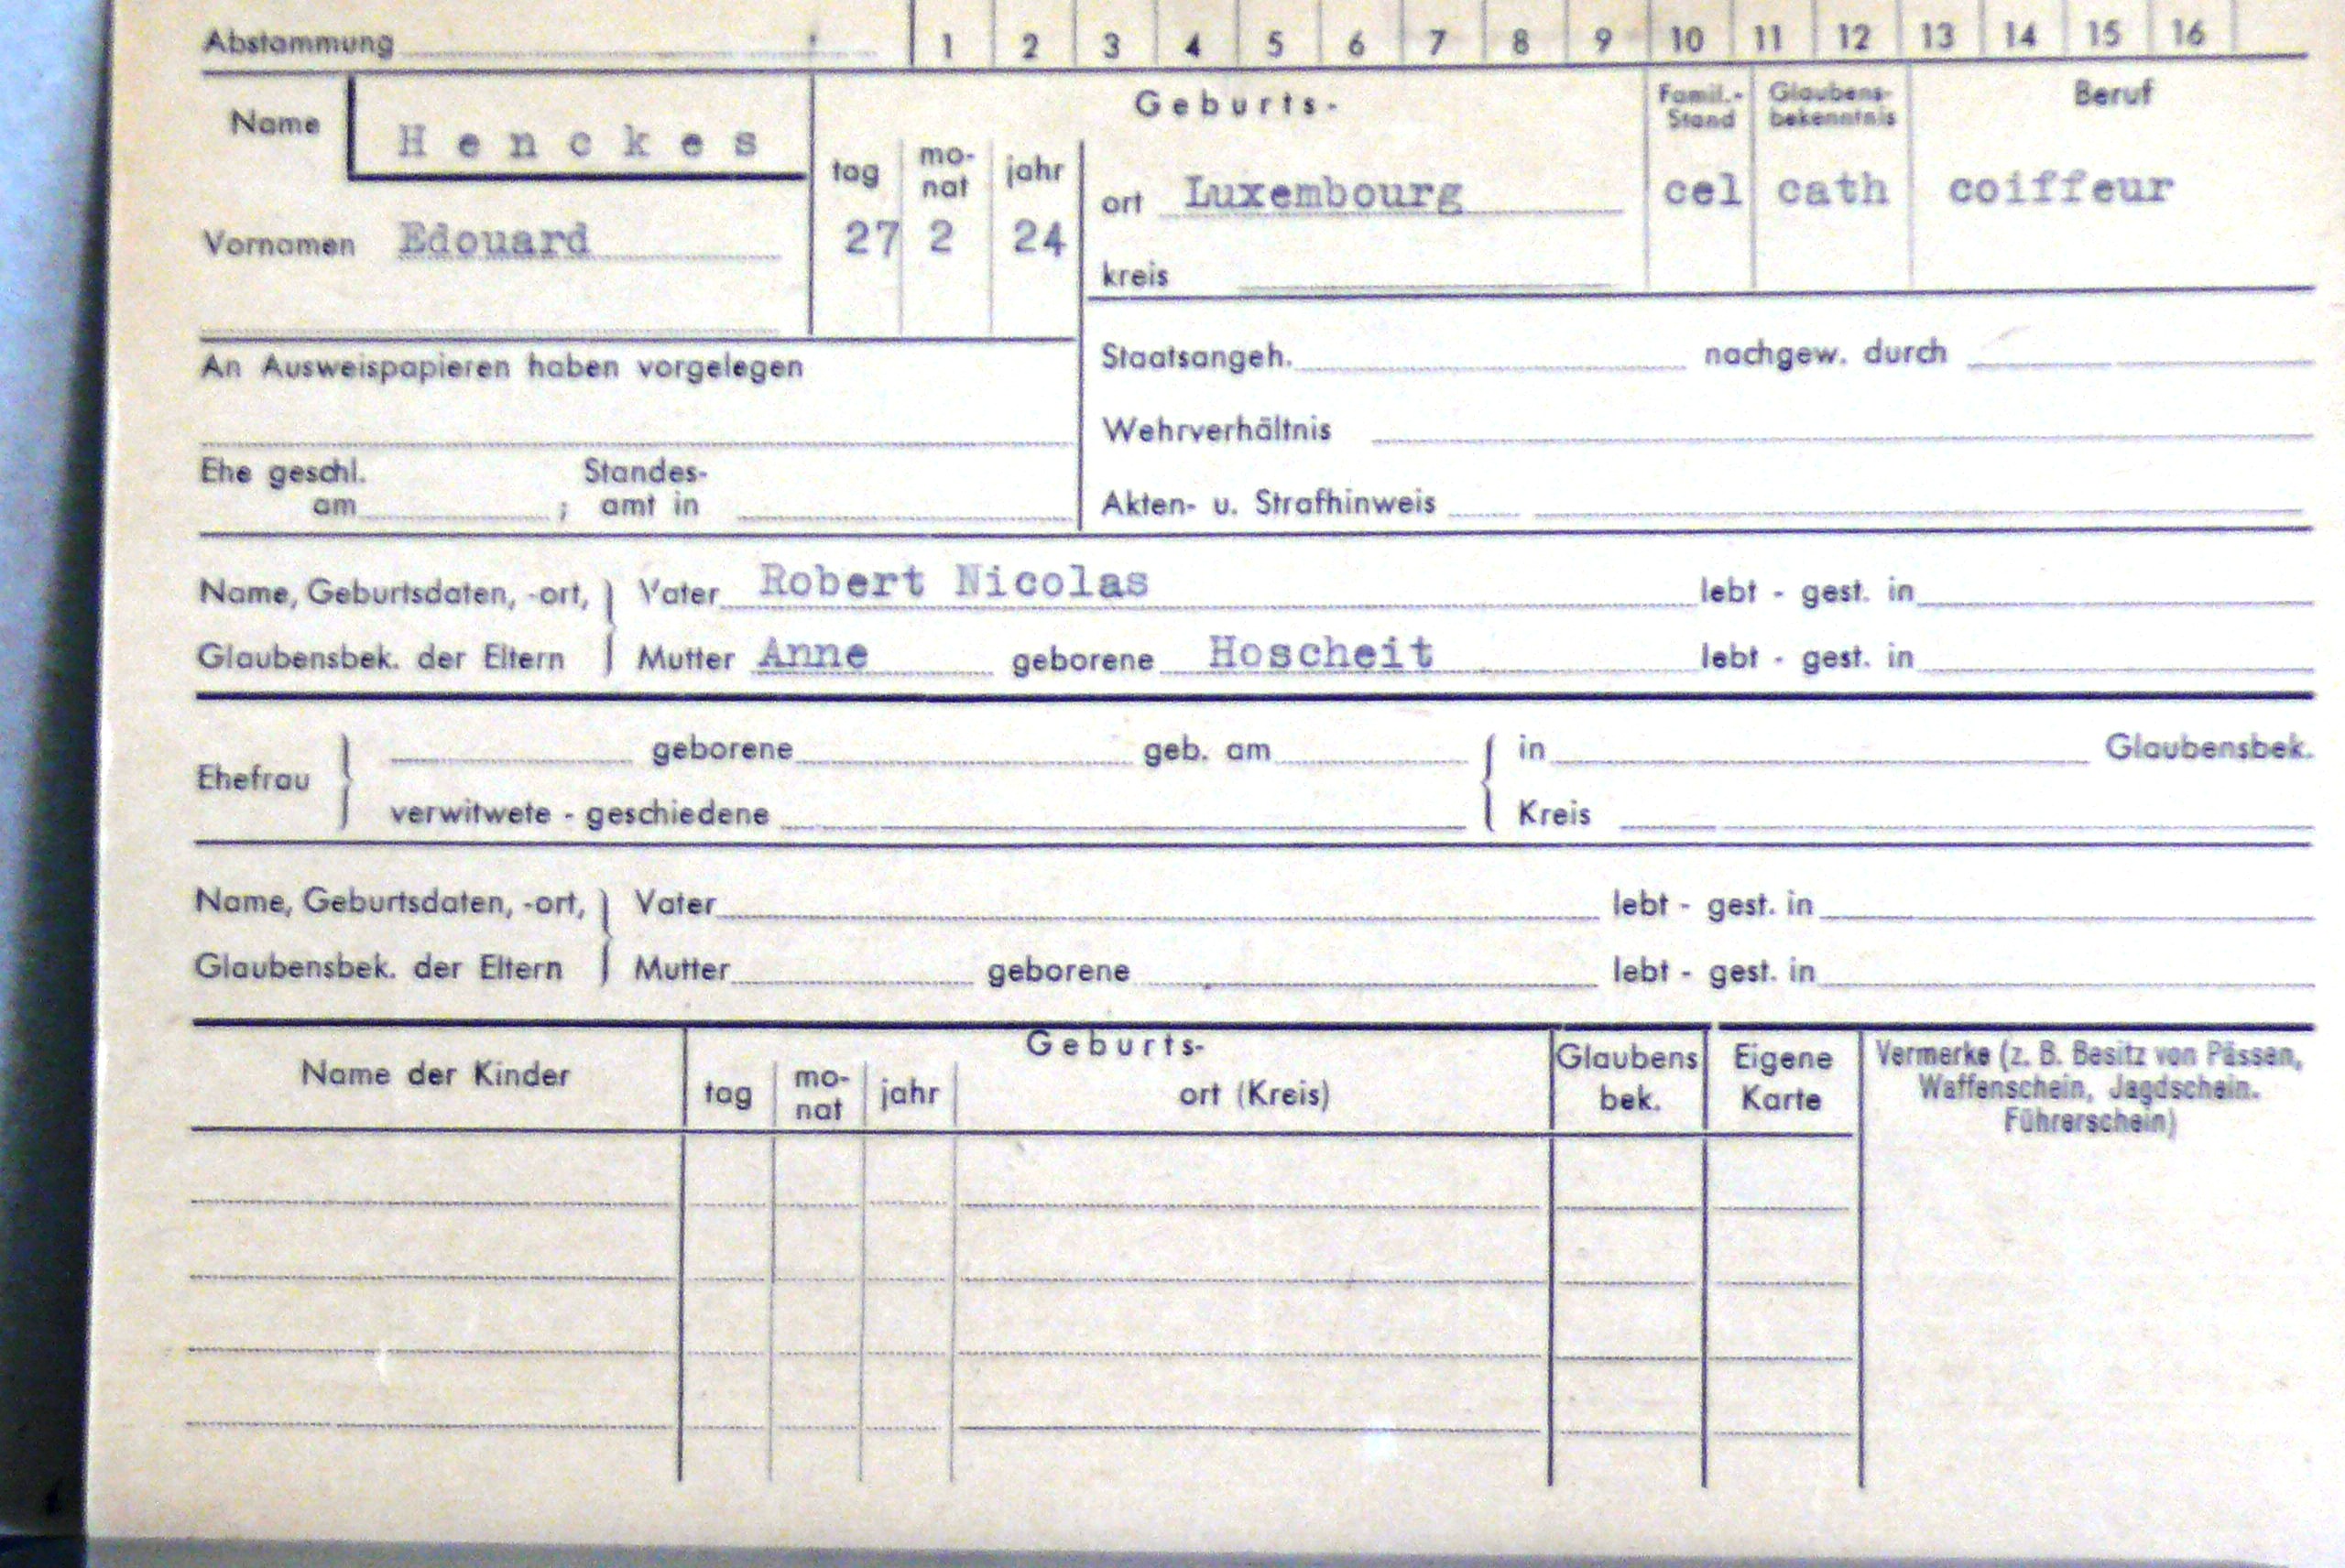 Abstammung 1 2 3 4 5 6 7 8 9 10 11 12 13 14 15 16
Name H e n c k e s
Vornamen Edouard
Geburts-
tag mo-nat jahr
27 2 24
ort Luxembourg
kreis
Famil.-Stand
cel
Glaubens-bekenntnis
cath
Beruf
coiffeur
An Ausweispapieren haben vorgelegen
Staatsangeh. nachgew. durch
Wehrverhältnis
Ehe geschl. Standes-
am ; amt in
Akten- u. Strafhinweis
Name, Geburtsdaten, -ort, Vater Robert Nicolas lebt - gest. in
Glaubensbek. der Eltern Mutter Anne geborene Hoscheit lebt - gest. in
Ehefrau
geborene geb. am in Glaubensbek.
verwitwete - geschiedene Kreis
Name, Geburtsdaten, -ort, Vater lebt - gest. in
Glaubensbek. der Eltern Mutter geborene lebt - gest. in
Name der Kinder
Geburts-
tag mo-nat jahr ort (Kreis)
Glaubens
bek.
Eigene
Karte
Vermerke (z. B. Besitz von Pässen,
Waffenschein, Jagdschein.
Führerschein)